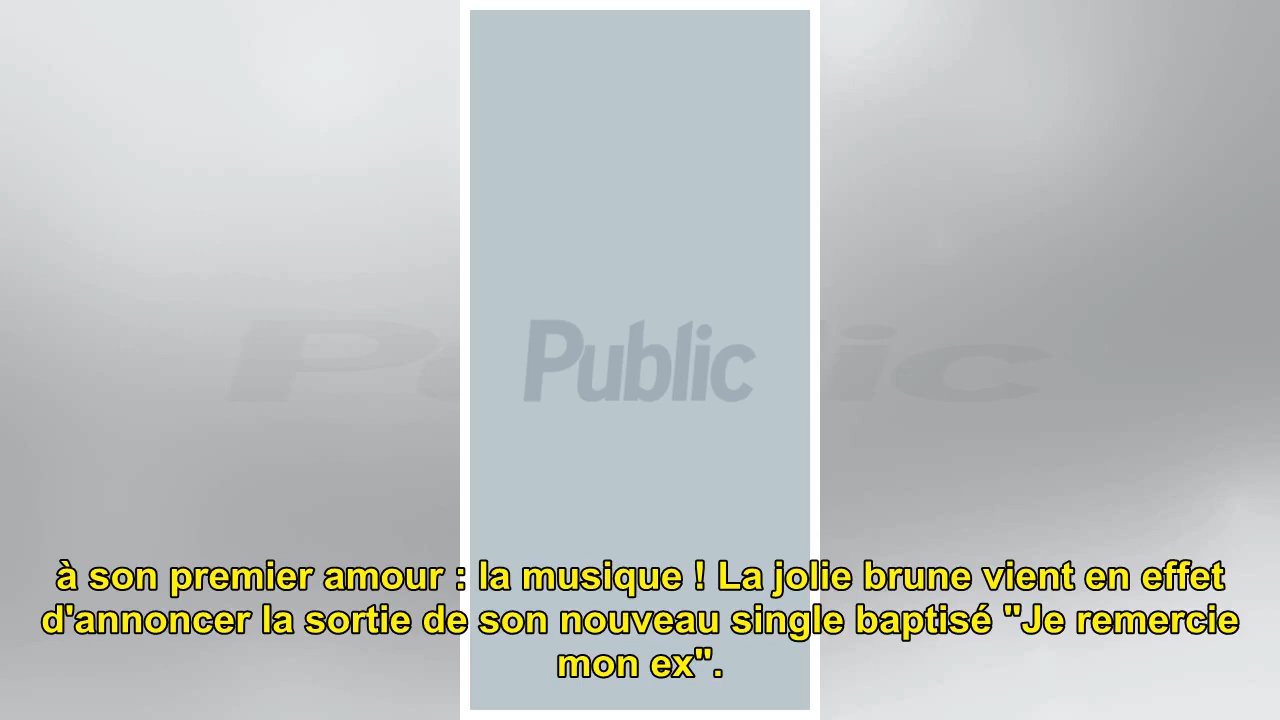 Public
à son premier amour : la musique ! La jolie brune vient en effet
d'annoncer la sortie de son nouveau single baptisé "Je remercie
mon ex".